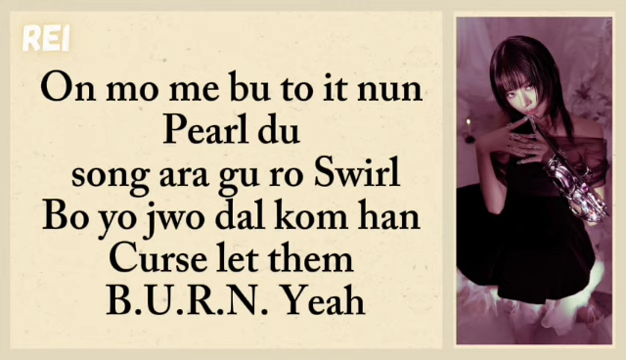 REI
On mo me bu to it nun
Pearl du
song ara gu ro Swirl
Bo yo jwo dal kom han
Curse let them
B.U.R.N. Yeah